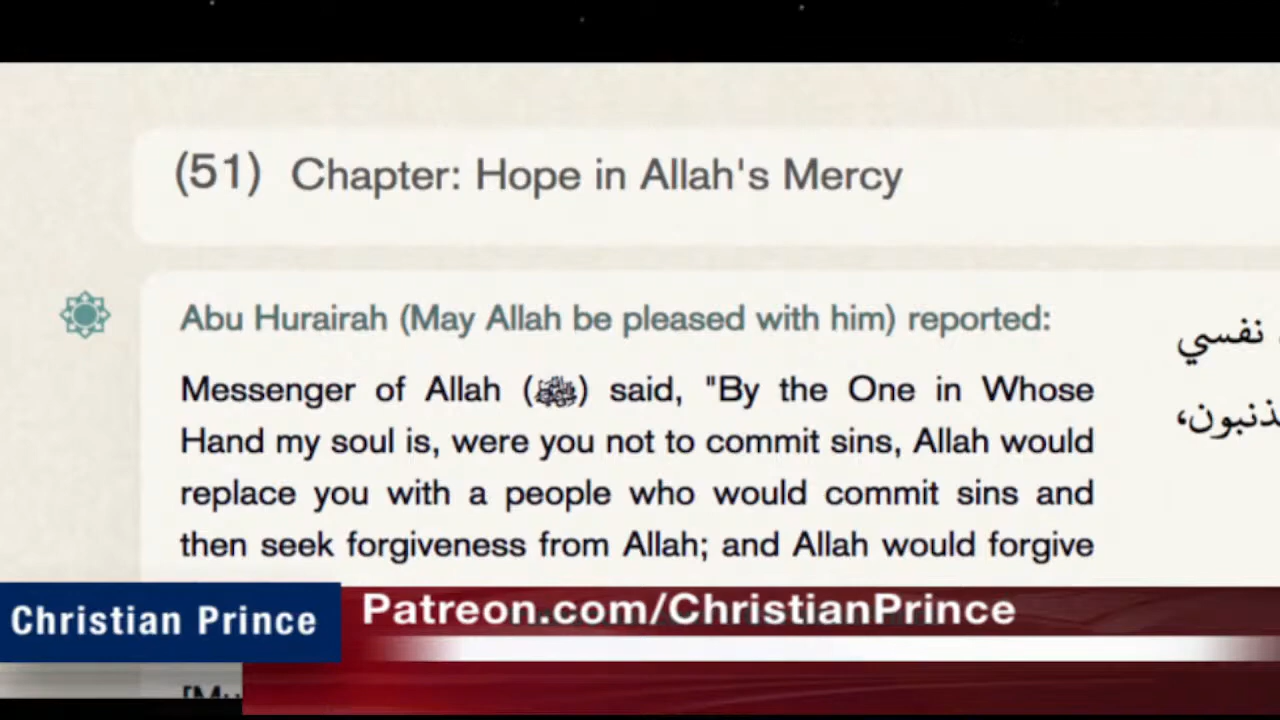 (51) Chapter: Hope in Allah's Mercy
Abu Hurairah (May Allah be pleased with him) reported:
Messenger of Allah (ﷺ) said, "By the One in Whose
Hand my soul is, were you not to commit sins, Allah would
replace you with a people who would commit sins and
then seek forgiveness from Allah; and Allah would forgive
نفسي
Christian Prince
Patreon.com/ChristianPrince